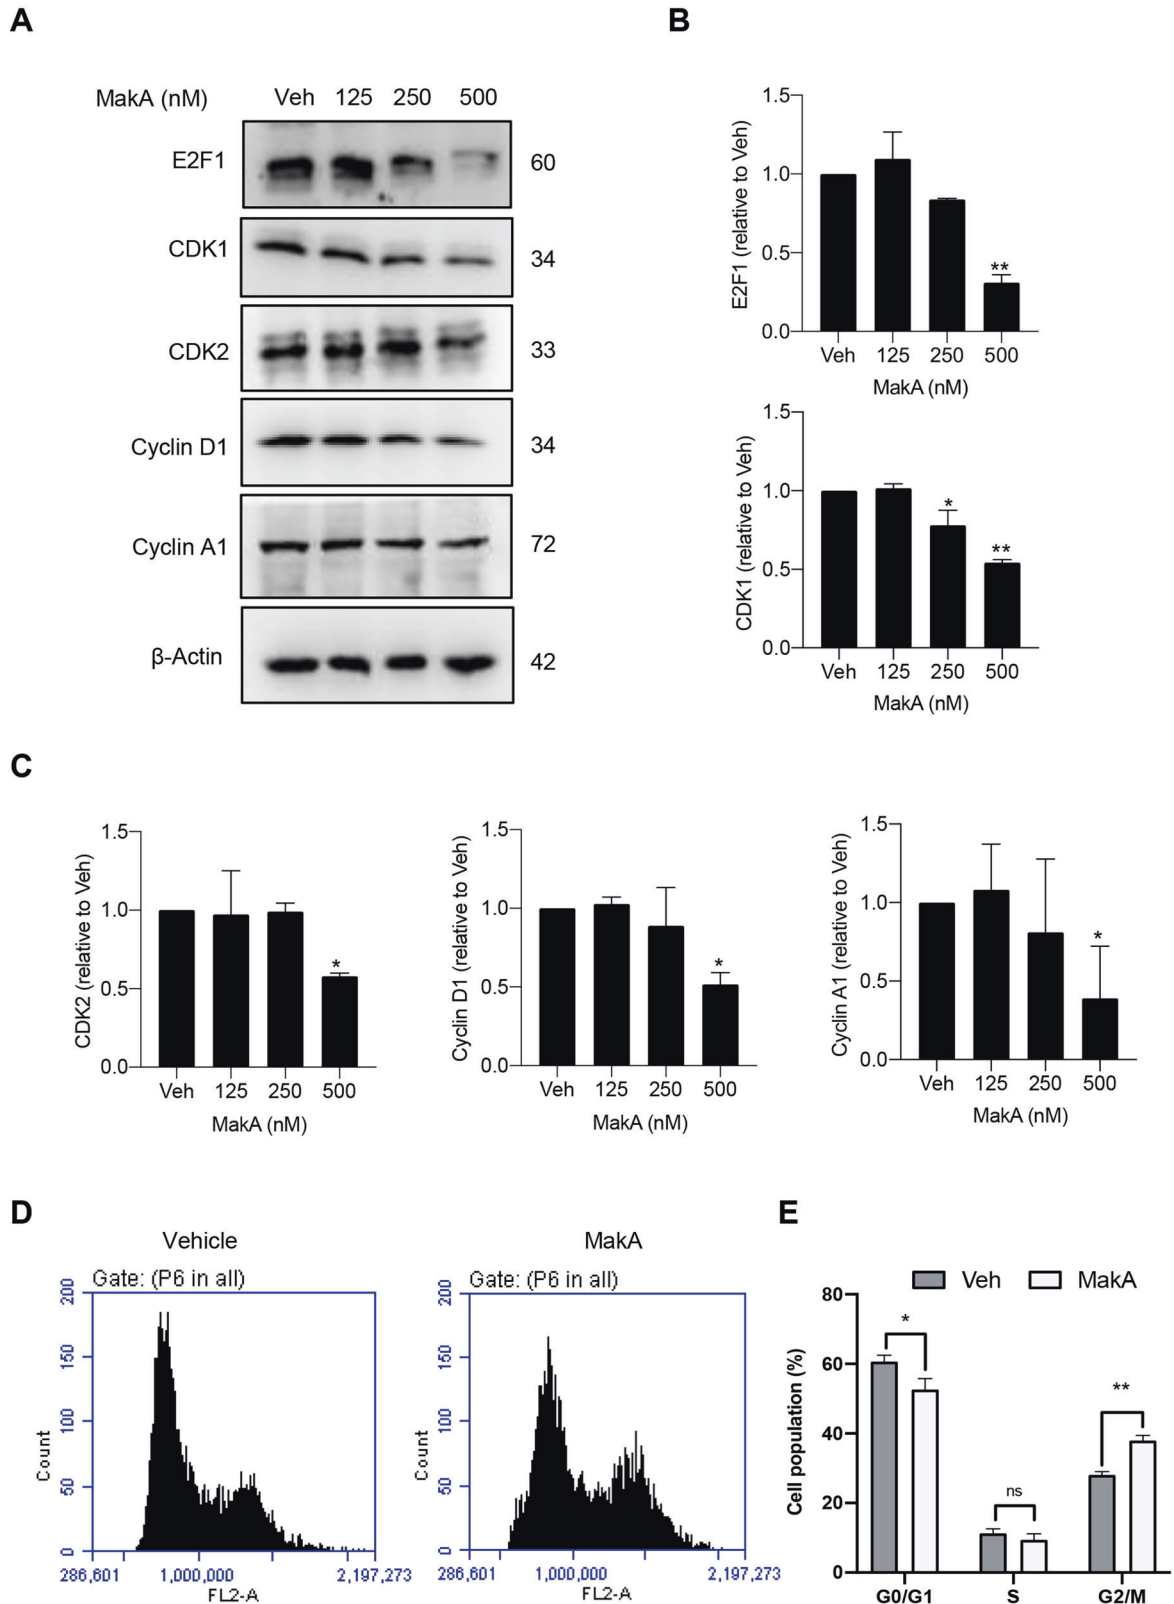 A
B
MakA (nM) Veh 125 250 500
E2F1 60
CDK1 34
CDK2 33
Cyclin D1 34
Cyclin A1 72
β-Actin 42
E2F1 (relative to Veh)
1.5
1.0
0.5
0.0
**
Veh 125 250 500
MakA (nM)
CDK1 (relative to Veh)
1.5
1.0
0.5
0.0
*
**
Veh 125 250 500
MakA (nM)
C
CDK2 (relative to Veh)
1.5
1.0
0.5
0.0
*
Veh 125 250 500
MakA (nM)
Cyclin D1 (relative to Veh)
1.5
1.0
0.5
0.0
*
Veh 125 250 500
MakA (nM)
Cyclin A1 (relative to Veh)
1.5
1.0
0.5
0.0
*
Veh 125 250 500
MakA (nM)
D
Vehicle
Gate: (P6 in all)
Count
200
150
100
50
0
286,601 1,000,000 2,197,273
FL2-A
MakA
Gate: (P6 in all)
Count
200
150
100
50
0
286,601 1,000,000 2,197,273
FL2-A
E
Veh MakA
Cell population (%)
80
60
40
20
0
*
ns
**
G0/G1 S G2/M